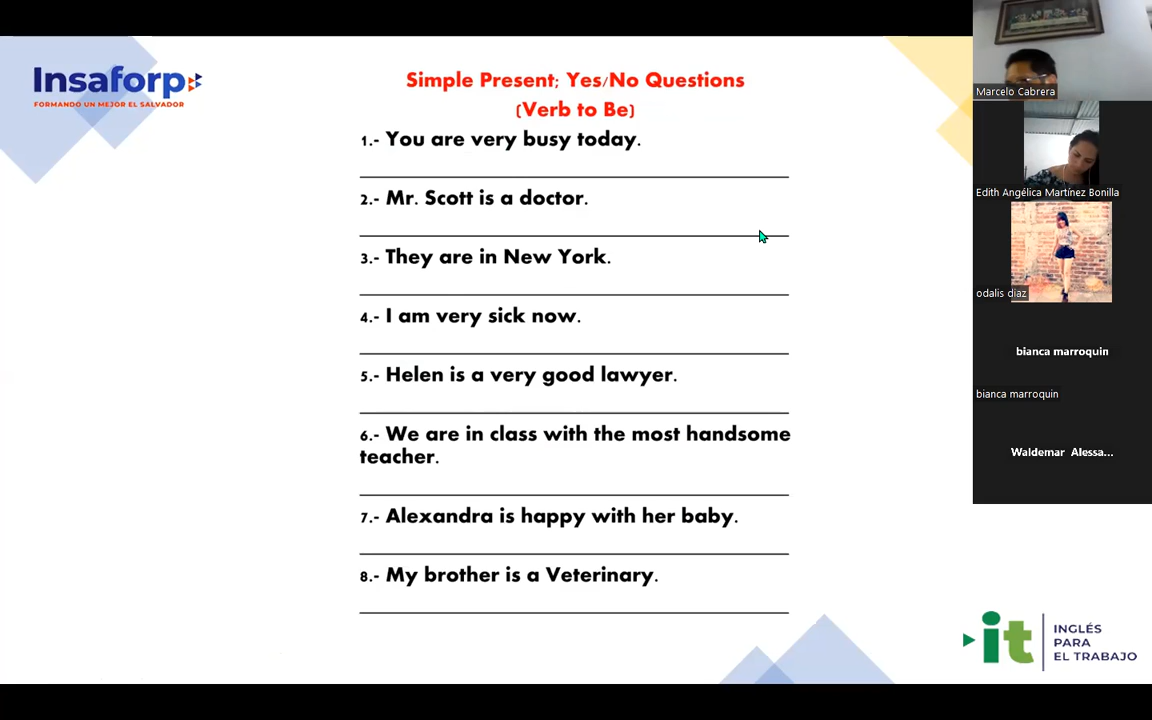 Insaforp
FORMANDO UN MEJOR EL SALVADOR
Simple Present; Yes/No Questions
(Verb to Be)
1.- You are very busy today.
2.- Mr. Scott is a doctor.
3.- They are in New York.
4.- I am very sick now.
5.- Helen is a very good lawyer.
6.- We are in class with the most handsome
teacher.
7.- Alexandra is happy with her baby.
8.- My brother is a Veterinary.
Marcelo Cabrera
Edith Angélica Martínez Bonilla
odalis diaz
bianca marroquin
bianca marroquin
Waldemar Alessa...
it
INGLÉS
PARA
EL TRABAJO